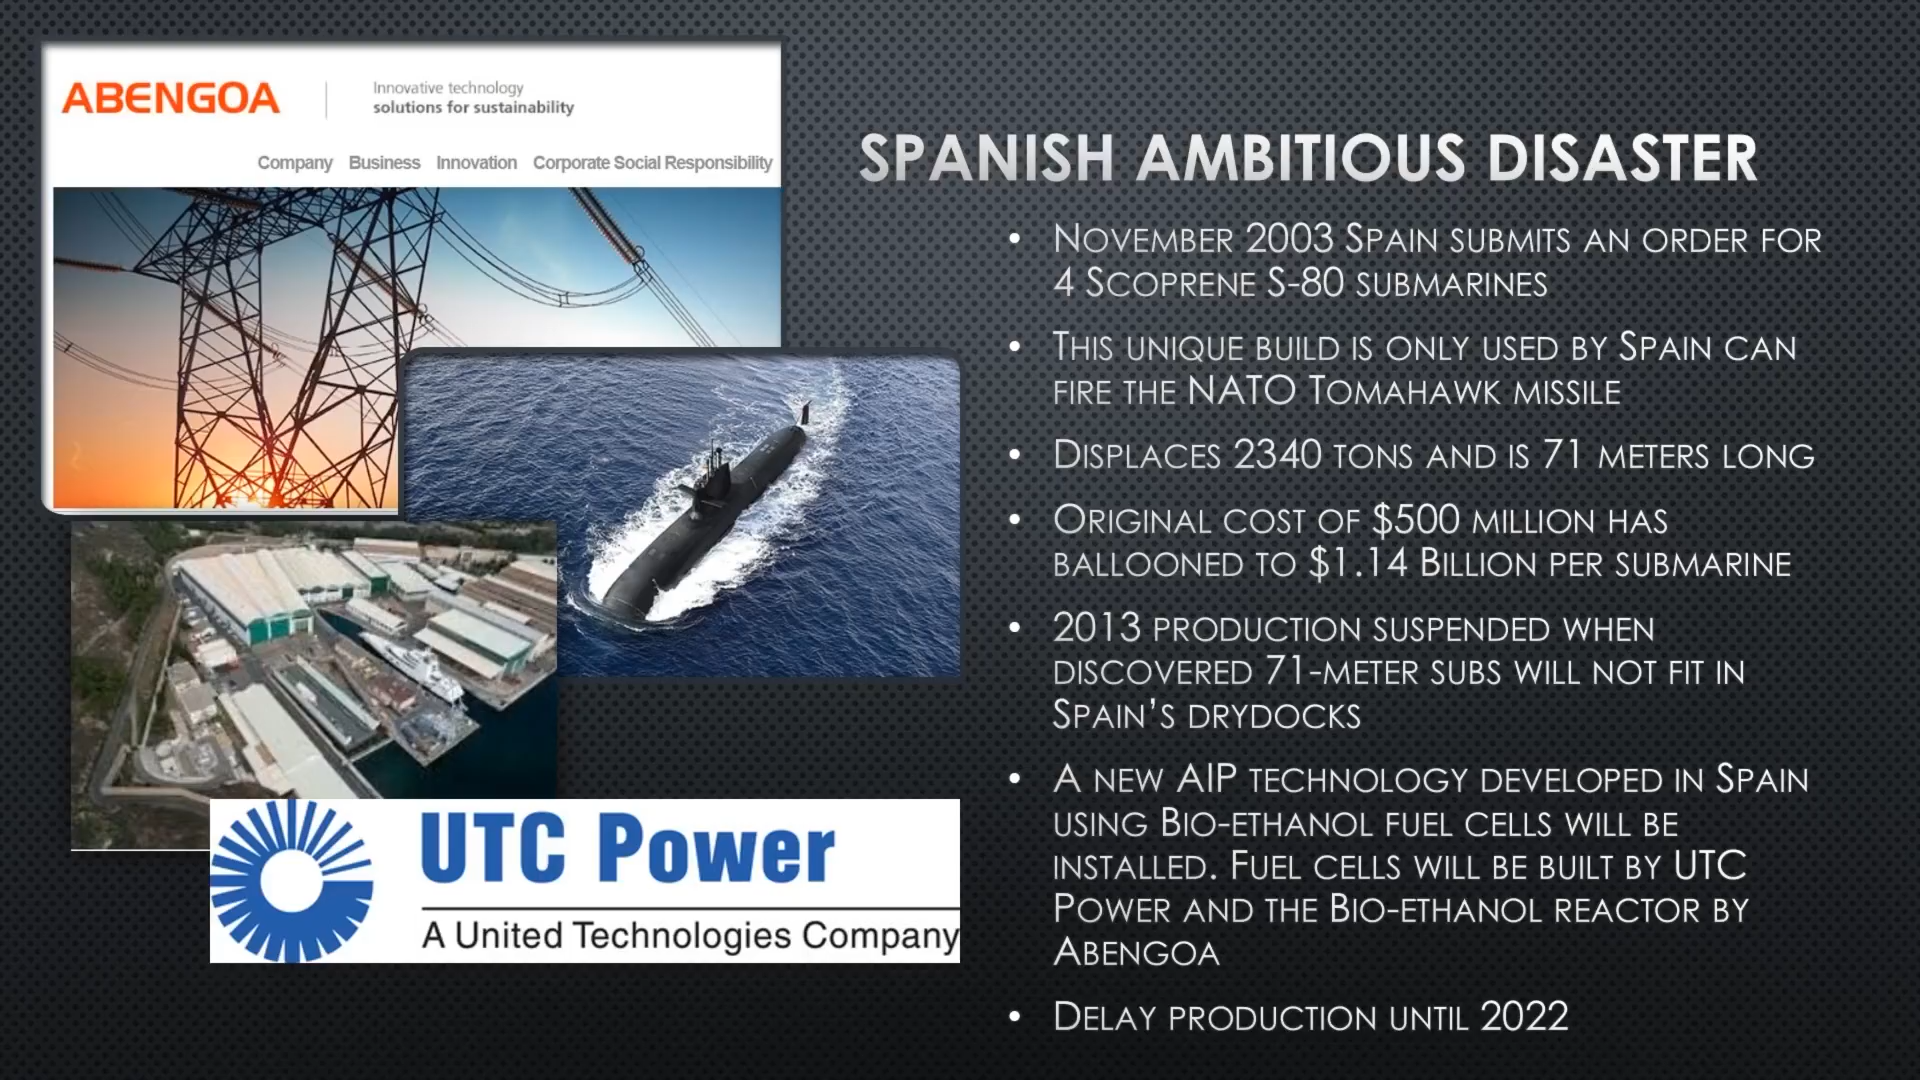 ABENGOA
Innovative technology
solutions for sustainability
Company Business Innovation Corporate Social Responsibility
UTC Power
A United Technologies Company
SPANISH AMBITIOUS DISASTER
• NOVEMBER 2003 SPAIN SUBMITS AN ORDER FOR
4 SCOPRENE S-80 SUBMARINES
• THIS UNIQUE BUILD IS ONLY USED BY SPAIN CAN
FIRE THE NATO TOMAHAWK MISSILE
• DISPLACES 2340 TONS AND IS 71 METERS LONG
• ORIGINAL COST OF $500 MILLION HAS
BALLOONED TO $1.14 BILLION PER SUBMARINE
• 2013 PRODUCTION SUSPENDED WHEN
DISCOVERED 71-METER SUBS WILL NOT FIT IN
SPAIN'S DRYDOCKS
• A NEW AIP TECHNOLOGY DEVELOPED IN SPAIN
USING BIO-ETHANOL FUEL CELLS WILL BE
INSTALLED. FUEL CELLS WILL BE BUILT BY UTC
POWER AND THE BIO-ETHANOL REACTOR BY
ABENGOA
• DELAY PRODUCTION UNTIL 2022